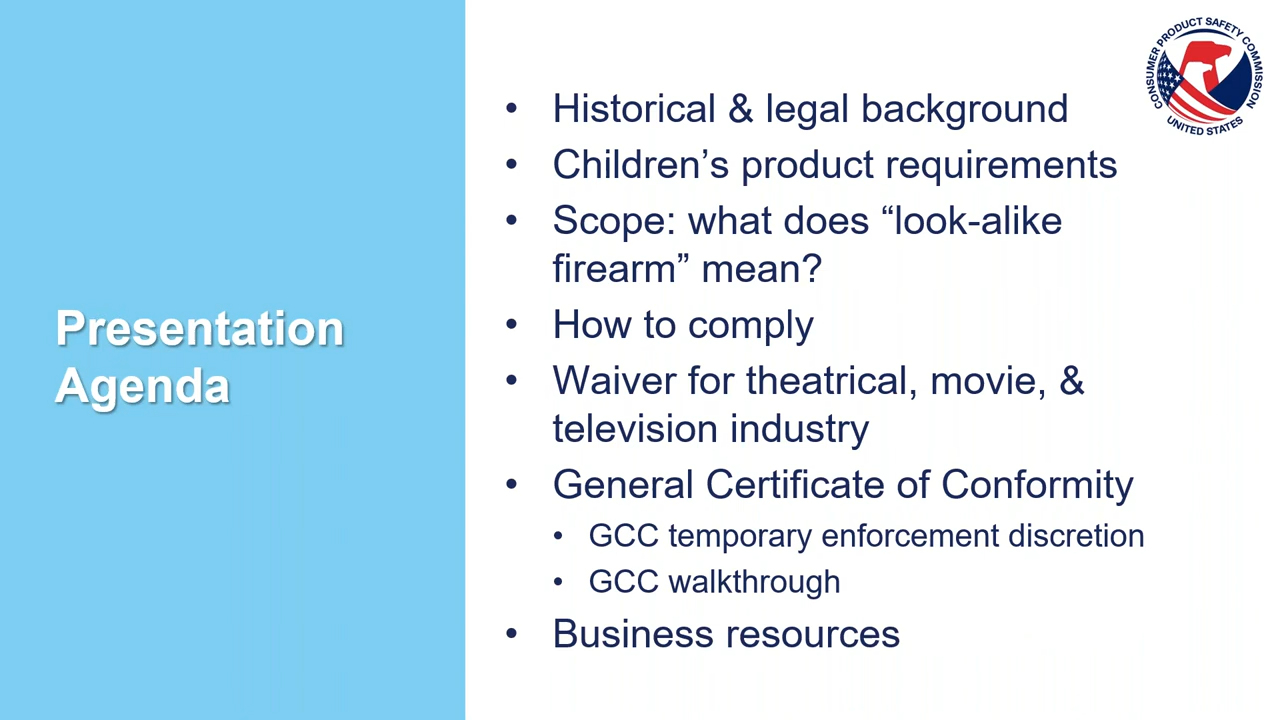 Presentation
Agenda
• Historical & legal background
• Children’s product requirements
• Scope: what does “look-alike
firearm” mean?
• How to comply
• Waiver for theatrical, movie, &
television industry
• General Certificate of Conformity
• GCC temporary enforcement discretion
• GCC walkthrough
• Business resources
CONSUMER PRODUCT SAFETY COMMISSION
UNITED STATES